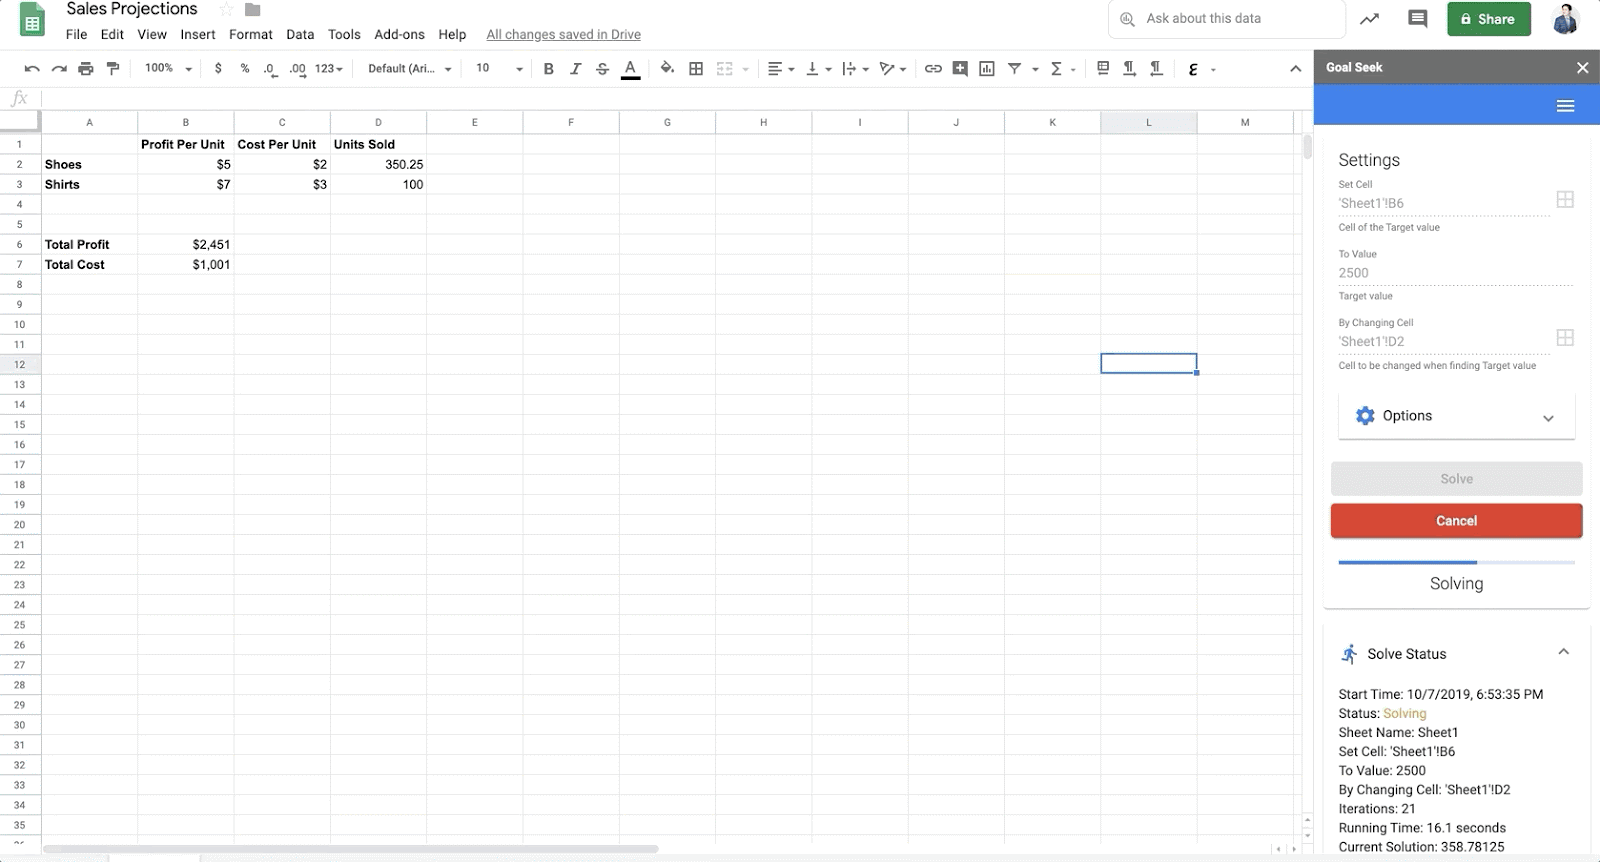 Sales Projections
Ask about this data
Share
File Edit View Insert Format Data Tools Add-ons Help All changes saved in Drive
100% $ % .0 .00 123 Default (Ari... 10 B I S A Σ ε
Goal Seek
fx
A B C D E F G H I J K L M
1 Profit Per Unit Cost Per Unit Units Sold
2 Shoes $5 $2 350.25
3 Shirts $7 $3 100
4
5
6 Total Profit $2,451
7 Total Cost $1,001
8
9
10
11
12
13
14
15
16
17
18
19
20
21
22
23
24
25
26
27
28
29
30
31
32
33
34
35
Settings
Set Cell
'Sheet1'!B6
Cell of the Target value
To Value
2500
Target value
By Changing Cell
'Sheet1'!D2
Cell to be changed when finding Target value
Options
Solve
Cancel
Solving
Solve Status
Start Time: 10/7/2019, 6:53:35 PM
Status: Solving
Sheet Name: Sheet1
Set Cell: 'Sheet1'!B6
To Value: 2500
By Changing Cell: 'Sheet1'!D2
Iterations: 21
Running Time: 16.1 seconds
Current Solution: 358.78125